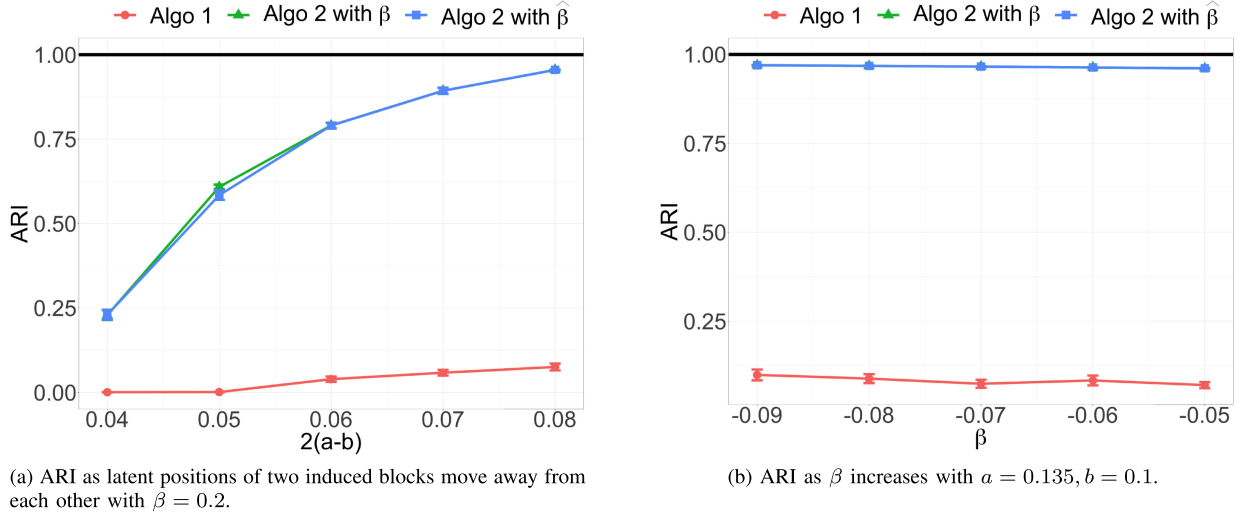 Algo 1 Algo 2 with β Algo 2 with β̂
ARI
1.00
0.75
0.50
0.25
0.00
0.04 0.05 0.06 0.07 0.08
2(a-b)
(a) ARI as latent positions of two induced blocks move away from
each other with β = 0.2.
Algo 1 Algo 2 with β Algo 2 with β̂
ARI
1.00
0.75
0.50
0.25
-0.09 -0.08 -0.07 -0.06 -0.05
β
(b) ARI as β increases with a = 0.135, b = 0.1.